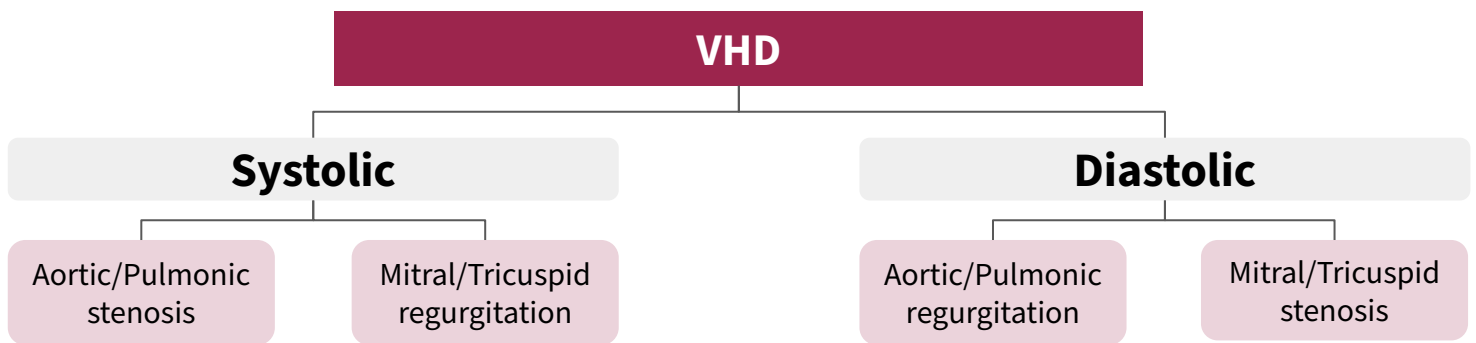 VHD
Systolic
Diastolic
Aortic/Pulmonic
stenosis
Mitral/Tricuspid
regurgitation
Aortic/Pulmonic
regurgitation
Mitral/Tricuspid
stenosis